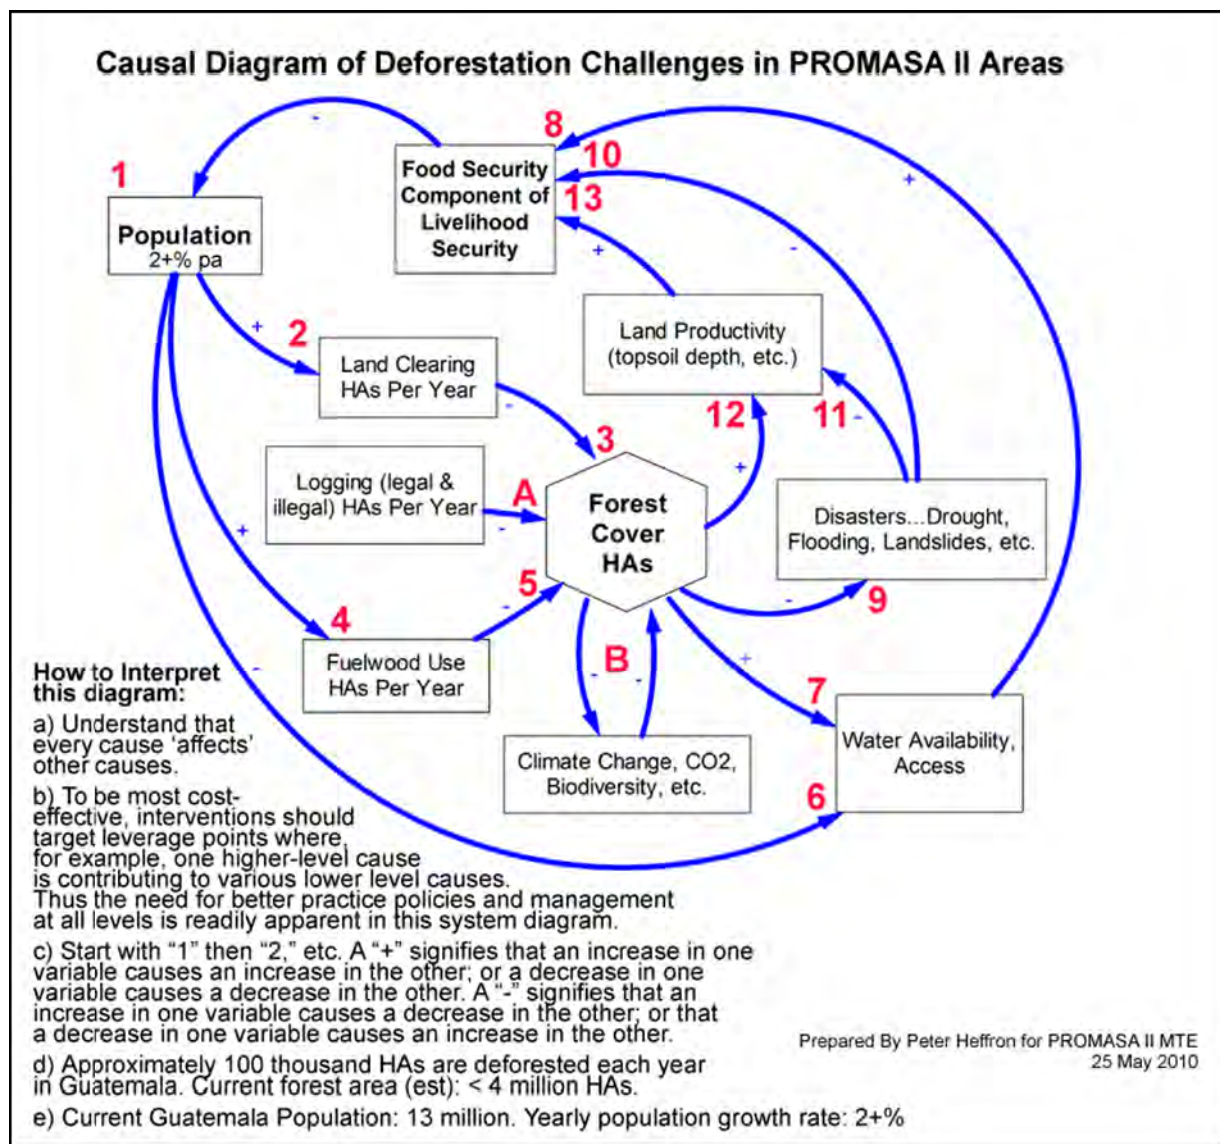 Causal Diagram of Deforestation Challenges in PROMASA II Areas
-
8
10
13
1
Food Security
Component of
Livelihood
Security
+
Population
2+% pa
-
+
+
2
Land Productivity
(topsoil depth, etc.)
Land Clearing
HAs Per Year
-
12
11
-
3
+
Logging (legal &
illegal) HAs Per Year
A
-
Forest
Cover
HAs
Disasters...Drought,
Flooding, Landslides, etc.
+
5
-
-
9
4
Fuelwood Use
HAs Per Year
B
-
-
+
7
-
Water Availability,
Access
Climate Change, CO2,
Biodiversity, etc.
6
How to Interpret
this diagram:
a) Understand that
every cause 'affects'
other causes.
b) To be most cost-
effective, interventions should
target leverage points where,
for example, one higher-level cause
is contributing to various lower level causes.
Thus the need for better practice policies and management
at all levels is readily apparent in this system diagram.
c) Start with “1” then “2,” etc. A “+” signifies that an increase in one
variable causes an increase in the other; or a decrease in one
variable causes a decrease in the other. A “-” signifies that an
increase in one variable causes a decrease in the other; or that
a decrease in one variable causes an increase in the other.
d) Approximately 100 thousand HAs are deforested each year
in Guatemala. Current forest area (est): < 4 million HAs.
e) Current Guatemala Population: 13 million. Yearly population growth rate: 2+%
Prepared By Peter Heffron for PROMASA II MTE
25 May 2010